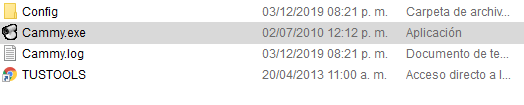 Config 03/12/2019 08:21 p. m. Carpeta de archiv...
Cammy.exe 02/07/2010 12:12 p. m. Aplicación
Cammy.log 03/12/2019 08:21 p. m. Documento de te...
TUSTOOLS 20/04/2013 11:00 a. m. Acceso directo a l...